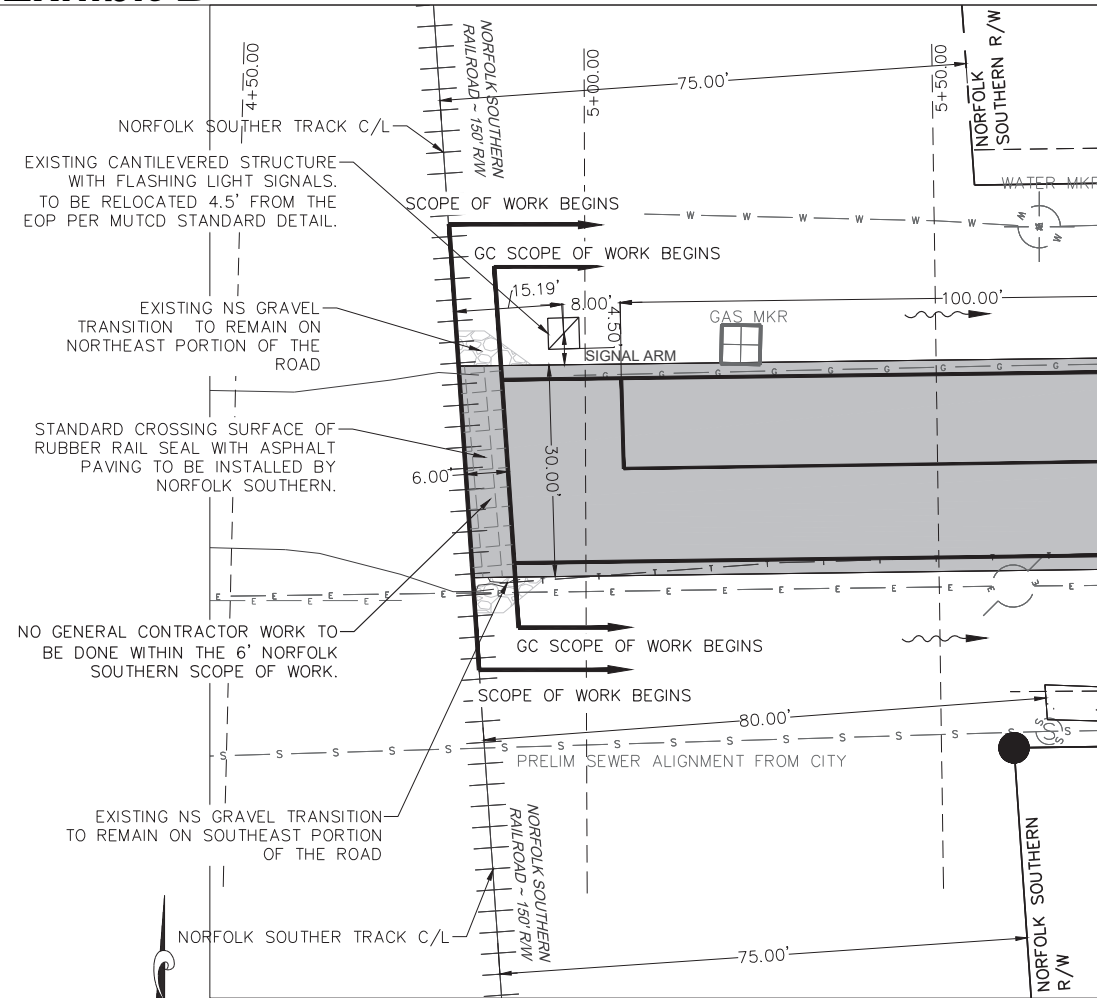 4+50.00
NORFOLK SOUTHERN
RAILROAD ~ 150' R/W
75.00'
5+00.00
5+50.00
NORFOLK
SOUTHERN R/W
NORFOLK SOUTHER TRACK C/L
EXISTING CANTILEVERED STRUCTURE
WITH FLASHING LIGHT SIGNALS.
TO BE RELOCATED 4.5' FROM THE
EOP PER MUTCD STANDARD DETAIL.
WATER MKR
SCOPE OF WORK BEGINS
W W W W W W
W
W
W
GC SCOPE OF WORK BEGINS
15.19'
8.00'
4.50'
100.00'
EXISTING NS GRAVEL
TRANSITION TO REMAIN ON
NORTHEAST PORTION OF THE
ROAD
GAS MKR
SIGNAL ARM
G G G G G G G G
STANDARD CROSSING SURFACE OF
RUBBER RAIL SEAL WITH ASPHALT
PAVING TO BE INSTALLED BY
NORFOLK SOUTHERN.
6.00'
30.00'
T T T T T T T T T
E E E E E E E E E E E E E E E
NO GENERAL CONTRACTOR WORK TO
BE DONE WITHIN THE 6' NORFOLK
SOUTHERN SCOPE OF WORK.
GC SCOPE OF WORK BEGINS
SCOPE OF WORK BEGINS
80.00'
S S S S S S S S S S S S S S S
PRELIM SEWER ALIGNMENT FROM CITY
EXISTING NS GRAVEL TRANSITION
TO REMAIN ON SOUTHEAST PORTION
OF THE ROAD
NORFOLK SOUTHERN
RAILROAD ~ 150' R/W
NORFOLK SOUTHERN
R/W
NORFOLK SOUTHER TRACK C/L
75.00'